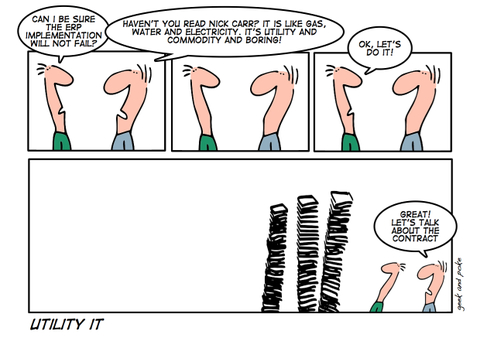 CAN I BE SURE
THE ERP
IMPLEMENTATION
WILL NOT FAIL?
HAVEN'T YOU READ NICK CARR? IT IS LIKE GAS,
WATER AND ELECTRICITY. IT'S UTILITY AND
COMMODITY AND BORING!
OK, LET'S
DO IT!
GREAT!
LET'S TALK
ABOUT THE
CONTRACT
geek and poke
UTILITY IT